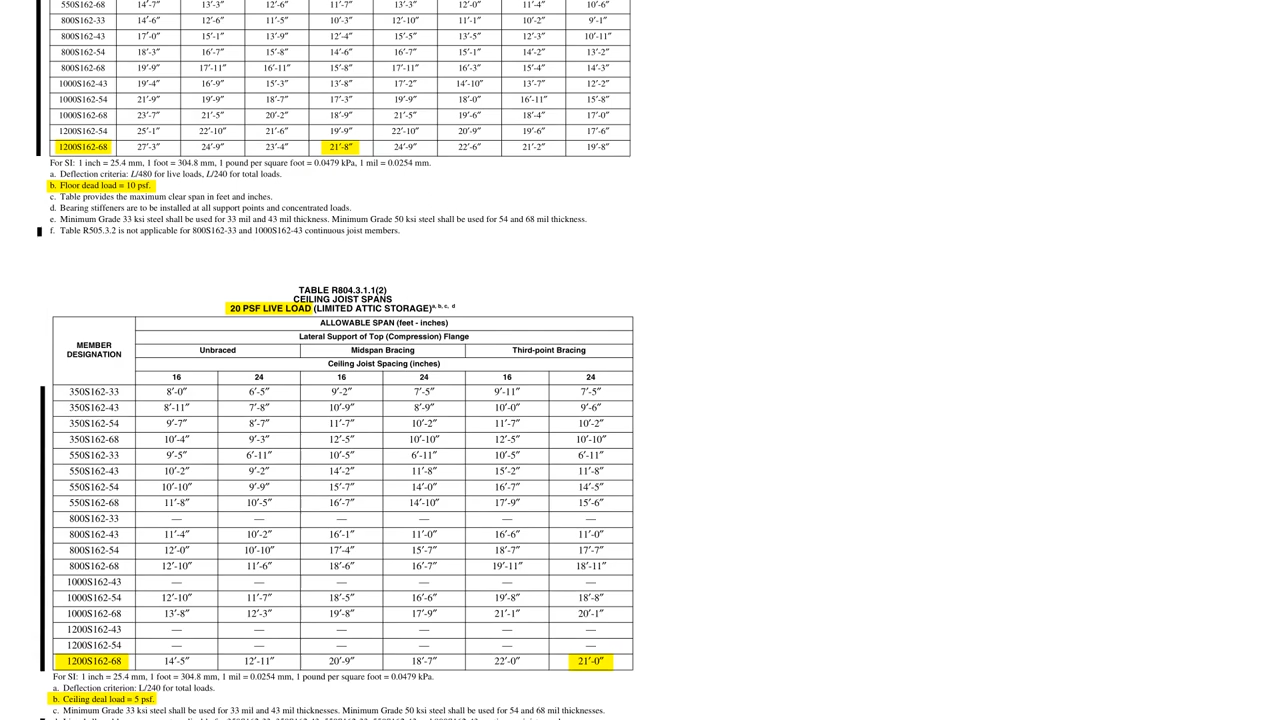 550S162-68 14′-7″ 13′-3″ 12′-6″ 11′-7″ 13′-3″ 12′-0″ 11′-4″ 10′-6″
800S162-33 14′-6″ 12′-6″ 11′-5″ 10′-3″ 12′-10″ 11′-1″ 10′-2″ 9′-1″
800S162-43 17′-0″ 15′-1″ 13′-9″ 12′-4″ 15′-5″ 13′-5″ 12′-3″ 10′-11″
800S162-54 18′-3″ 16′-7″ 15′-8″ 14′-6″ 16′-7″ 15′-1″ 14′-2″ 13′-2″
800S162-68 19′-9″ 17′-11″ 16′-11″ 15′-8″ 17′-11″ 16′-3″ 15′-4″ 14′-3″
1000S162-43 19′-4″ 16′-9″ 15′-3″ 13′-8″ 17′-2″ 14′-10″ 13′-7″ 12′-2″
1000S162-54 21′-9″ 19′-9″ 18′-7″ 17′-3″ 19′-9″ 18′-0″ 16′-11″ 15′-8″
1000S162-68 23′-7″ 21′-5″ 20′-2″ 18′-9″ 21′-5″ 19′-6″ 18′-4″ 17′-0″
1200S162-54 25′-1″ 22′-10″ 21′-6″ 19′-9″ 22′-10″ 20′-9″ 19′-6″ 17′-6″
1200S162-68 27′-3″ 24′-9″ 23′-4″ 21′-8″ 24′-9″ 22′-6″ 21′-2″ 19′-8″
For SI: 1 inch = 25.4 mm, 1 foot = 304.8 mm, 1 pound per square foot = 0.0479 kPa, 1 mil = 0.0254 mm.
a. Deflection criteria: L/480 for live loads, L/240 for total loads.
b. Floor dead load = 10 psf.
c. Table provides the maximum clear span in feet and inches.
d. Bearing stiffeners are to be installed at all support points and concentrated loads.
e. Minimum Grade 33 ksi steel shall be used for 33 mil and 43 mil thickness. Minimum Grade 50 ksi steel shall be used for 54 and 68 mil thickness.
f. Table R505.3.2 is not applicable for 800S162-33 and 1000S162-43 continuous joist members.
TABLE R804.3.1.1(2)
CEILING JOIST SPANS
20 PSF LIVE LOAD (LIMITED ATTIC STORAGE)a, b, c, d
MEMBER DESIGNATION
ALLOWABLE SPAN (feet - inches)
Lateral Support of Top (Compression) Flange
Unbraced Midspan Bracing Third-point Bracing
Ceiling Joist Spacing (inches)
16 24 16 24 16 24
350S162-33 8′-0″ 6′-5″ 9′-2″ 7′-5″ 9′-11″ 7′-5″
350S162-43 8′-11″ 7′-8″ 10′-9″ 8′-9″ 10′-0″ 9′-6″
350S162-54 9′-7″ 8′-7″ 11′-7″ 10′-2″ 11′-7″ 10′-2″
350S162-68 10′-4″ 9′-3″ 12′-5″ 10′-10″ 12′-5″ 10′-10″
550S162-33 9′-5″ 6′-11″ 10′-5″ 6′-11″ 10′-5″ 6′-11″
550S162-43 10′-2″ 9′-2″ 14′-2″ 11′-8″ 15′-2″ 11′-8″
550S162-54 10′-10″ 9′-9″ 15′-7″ 14′-0″ 16′-7″ 14′-5″
550S162-68 11′-8″ 10′-5″ 16′-7″ 14′-10″ 17′-9″ 15′-6″
800S162-33 — — — — — —
800S162-43 11′-4″ 10′-2″ 16′-1″ 11′-0″ 16′-6″ 11′-0″
800S162-54 12′-0″ 10′-10″ 17′-4″ 15′-7″ 18′-7″ 17′-7″
800S162-68 12′-10″ 11′-6″ 18′-6″ 16′-7″ 19′-11″ 18′-11″
1000S162-43 — — — — — —
1000S162-54 12′-10″ 11′-7″ 18′-5″ 16′-6″ 19′-8″ 18′-8″
1000S162-68 13′-8″ 12′-3″ 19′-8″ 17′-9″ 21′-1″ 20′-1″
1200S162-43 — — — — — —
1200S162-54 — — — — — —
1200S162-68 14′-5″ 12′-11″ 20′-9″ 18′-7″ 22′-0″ 21′-0″
For SI: 1 inch = 25.4 mm, 1 foot = 304.8 mm, 1 mil = 0.0254 mm, 1 pound per square foot = 0.0479 kPa.
a. Deflection criterion: L/240 for total loads.
b. Ceiling deal load = 5 psf.
c. Minimum Grade 33 ksi steel shall be used for 33 mil and 43 mil thicknesses. Minimum Grade 50 ksi steel shall be used for 54 and 68 mil thicknesses.